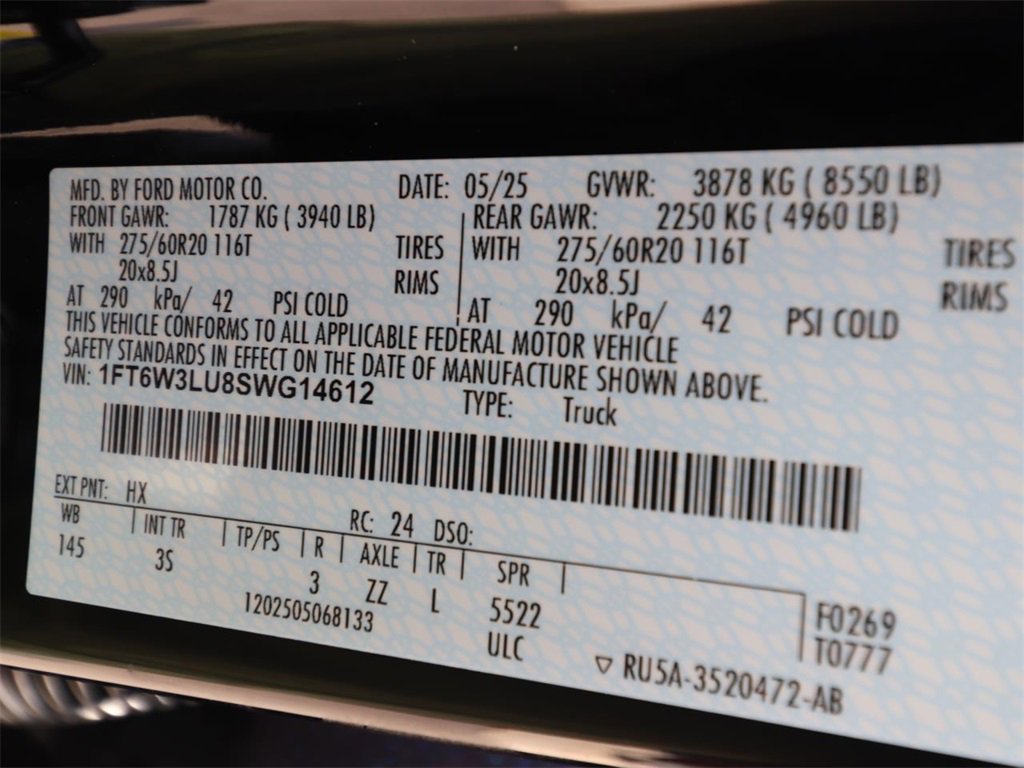 MFD. BY FORD MOTOR CO. DATE: 05/25 GVWR: 3878 KG ( 8550 LB)
FRONT GAWR: 1787 KG ( 3940 LB) REAR GAWR: 2250 KG ( 4960 LB)
WITH 275/60R20 116T TIRES WITH 275/60R20 116T TIRES
20x8.5J RIMS 20x8.5J RIMS
AT 290 kPa/ 42 PSI COLD AT 290 kPa/ 42 PSI COLD
THIS VEHICLE CONFORMS TO ALL APPLICABLE FEDERAL MOTOR VEHICLE
SAFETY STANDARDS IN EFFECT ON THE DATE OF MANUFACTURE SHOWN ABOVE.
VIN: 1FT6W3LU8SWG14612 TYPE: Truck
EXT PNT: HX RC: 24 DSO:
WB INT TR TP/PS R AXLE TR SPR
145 3S 3 ZZ L 5522 F0269
1202505068133 ULC T0777
RU5A-3520472-AB